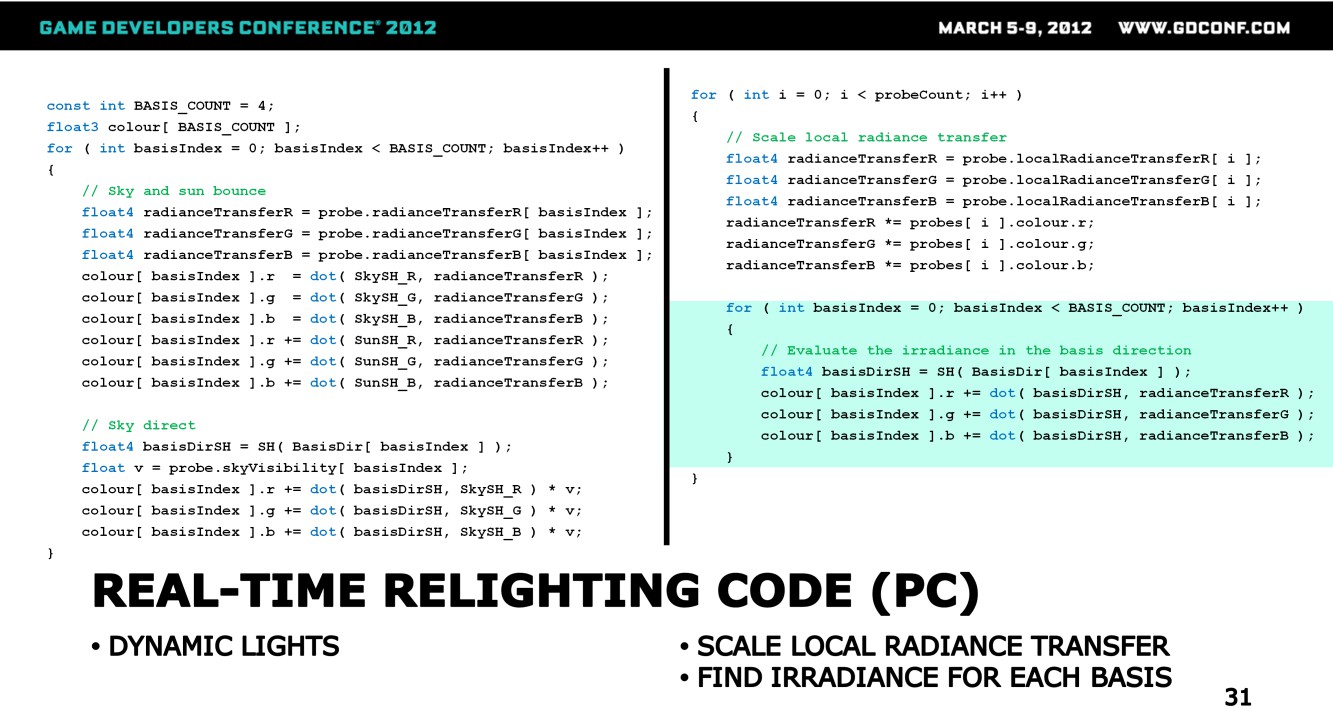 GAME DEVELOPERS CONFERENCE® 2012
MARCH 5-9, 2012 WWW.GDCONF.COM
const int BASIS_COUNT = 4;
float3 colour[ BASIS_COUNT ];
for ( int basisIndex = 0; basisIndex < BASIS_COUNT; basisIndex++ )
{
// Sky and sun bounce
float4 radianceTransferR = probe.radianceTransferR[ basisIndex ];
float4 radianceTransferG = probe.radianceTransferG[ basisIndex ];
float4 radianceTransferB = probe.radianceTransferB[ basisIndex ];
colour[ basisIndex ].r  = dot( SkySH_R, radianceTransferR );
colour[ basisIndex ].g  = dot( SkySH_G, radianceTransferG );
colour[ basisIndex ].b  = dot( SkySH_B, radianceTransferB );
colour[ basisIndex ].r += dot( SunSH_R, radianceTransferR );
colour[ basisIndex ].g += dot( SunSH_G, radianceTransferG );
colour[ basisIndex ].b += dot( SunSH_B, radianceTransferB );
// Sky direct
float4 basisDirSH = SH( BasisDir[ basisIndex ] );
float v = probe.skyVisibility[ basisIndex ];
colour[ basisIndex ].r += dot( basisDirSH, SkySH_R ) * v;
colour[ basisIndex ].g += dot( basisDirSH, SkySH_G ) * v;
colour[ basisIndex ].b += dot( basisDirSH, SkySH_B ) * v;
}
for ( int i = 0; i < probeCount; i++ )
{
// Scale local radiance transfer
float4 radianceTransferR = probe.localRadianceTransferR[ i ];
float4 radianceTransferG = probe.localRadianceTransferG[ i ];
float4 radianceTransferB = probe.localRadianceTransferB[ i ];
radianceTransferR *= probes[ i ].colour.r;
radianceTransferG *= probes[ i ].colour.g;
radianceTransferB *= probes[ i ].colour.b;
for ( int basisIndex = 0; basisIndex < BASIS_COUNT; basisIndex++ )
{
// Evaluate the irradiance in the basis direction
float4 basisDirSH = SH( BasisDir[ basisIndex ] );
colour[ basisIndex ].r += dot( basisDirSH, radianceTransferR );
colour[ basisIndex ].g += dot( basisDirSH, radianceTransferG );
colour[ basisIndex ].b += dot( basisDirSH, radianceTransferB );
}
}
REAL-TIME RELIGHTING CODE (PC)
• DYNAMIC LIGHTS
• SCALE LOCAL RADIANCE TRANSFER
• FIND IRRADIANCE FOR EACH BASIS
31